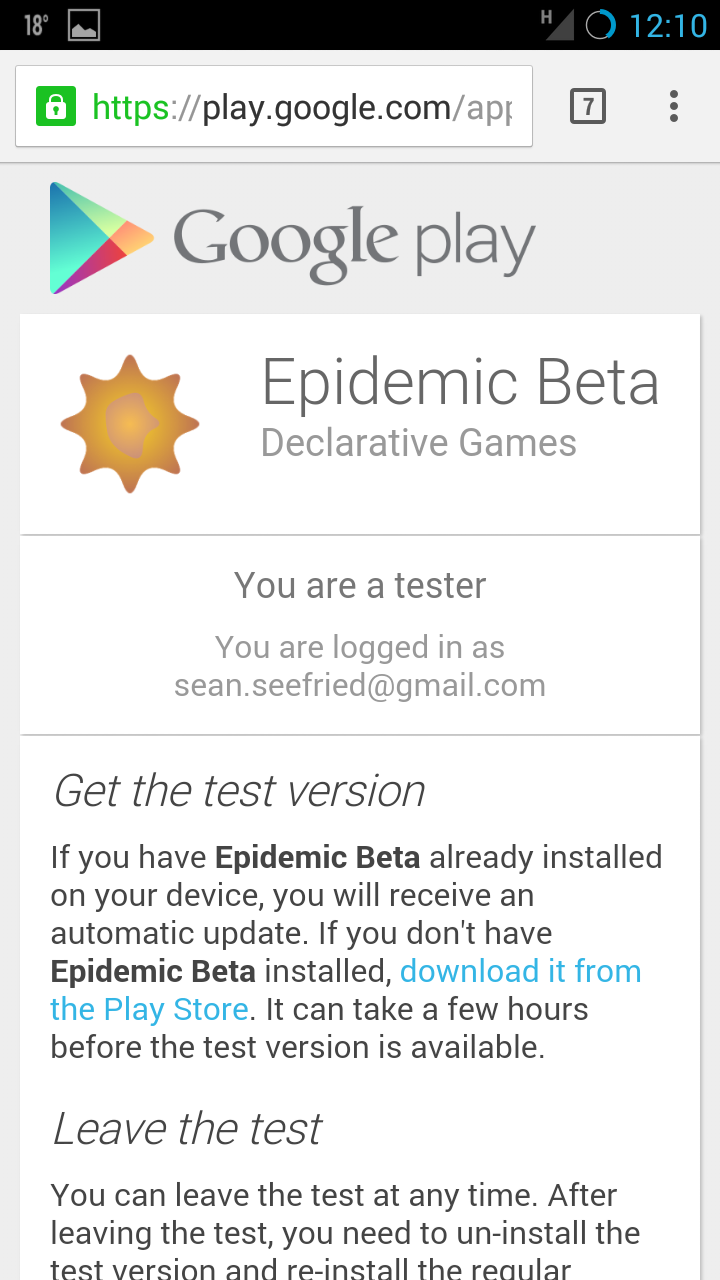 18°
H
12:10
https://play.google.com/app
7
Google play
Epidemic Beta
Declarative Games
You are a tester
You are logged in as
sean.seefried@gmail.com
Get the test version
If you have Epidemic Beta already installed
on your device, you will receive an
automatic update. If you don't have
Epidemic Beta installed, download it from
the Play Store. It can take a few hours
before the test version is available.
Leave the test
You can leave the test at any time. After
leaving the test, you need to un-install the
test version and re-install the regular